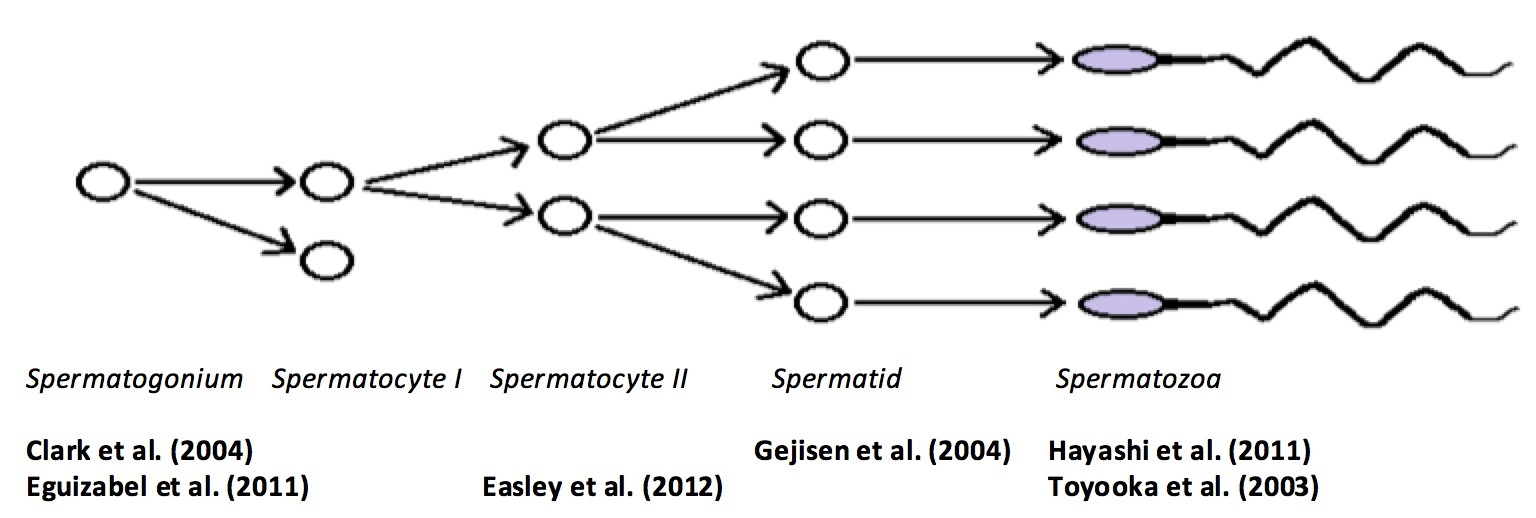 Spermatogonium Spermatocyte I Spermatocyte II Spermatid Spermatozoa
Clark et al. (2004) Gejisen et al. (2004) Hayashi et al. (2011)
Eguizabel et al. (2011) Easley et al. (2012) Toyooka et al. (2003)